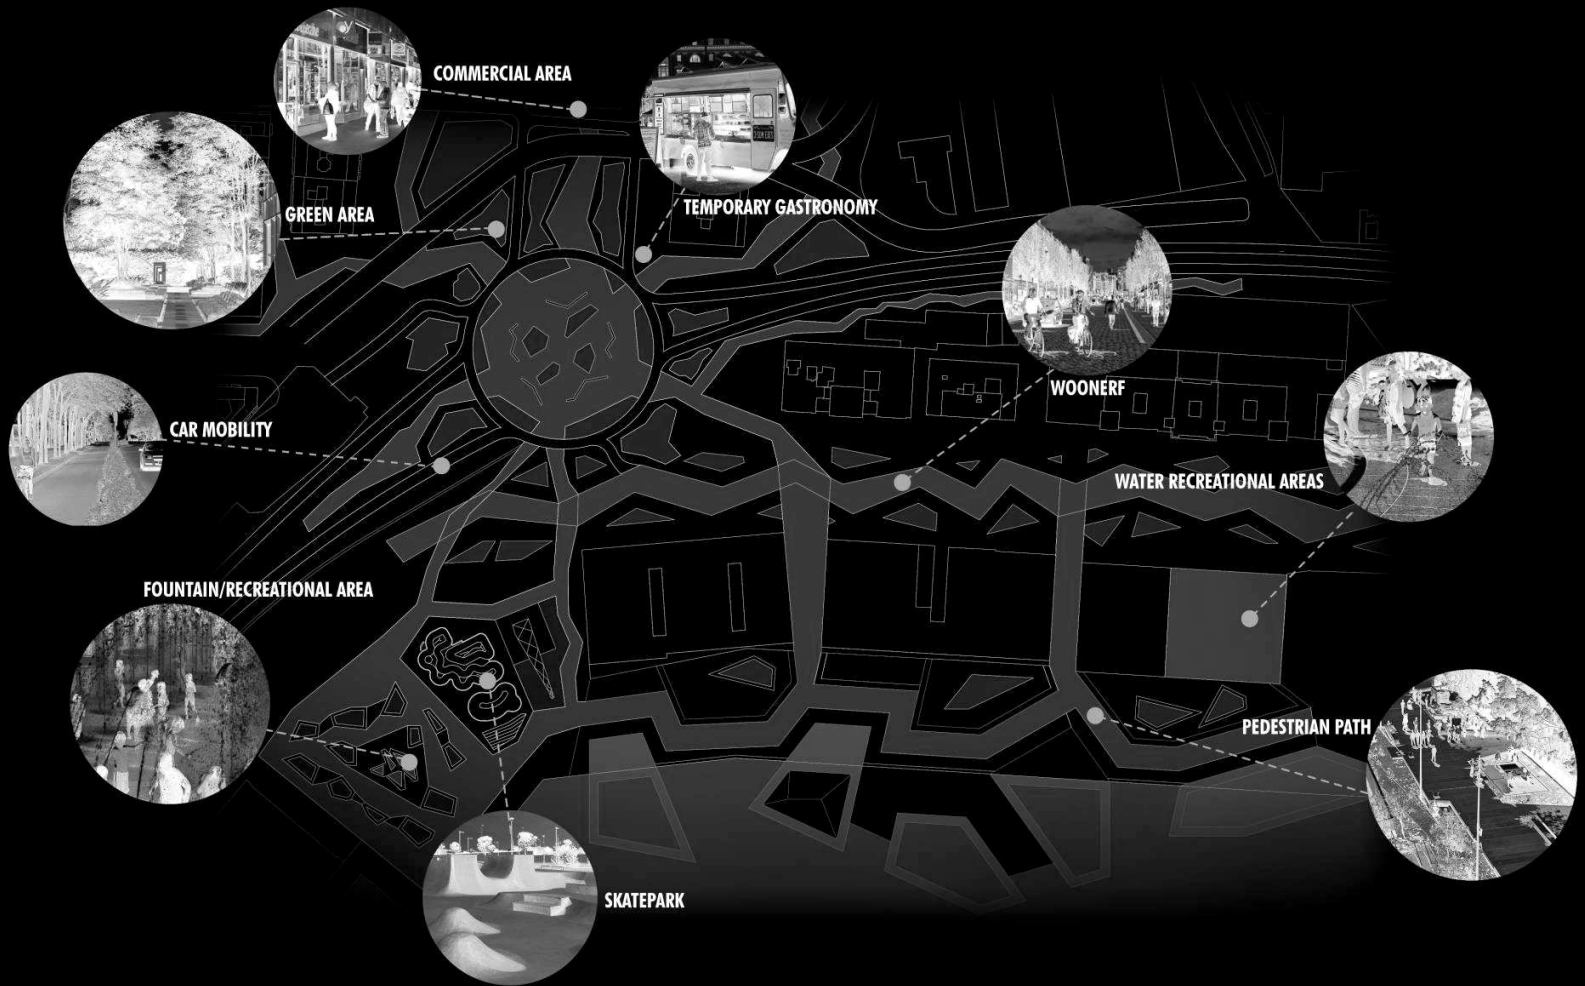 COMMERCIAL AREA
TEMPORARY GASTRONOMY
GREEN AREA
WOONERF
CAR MOBILITY
WATER RECREATIONAL AREAS
FOUNTAIN/RECREATIONAL AREA
PEDESTRIAN PATH
SKATEPARK